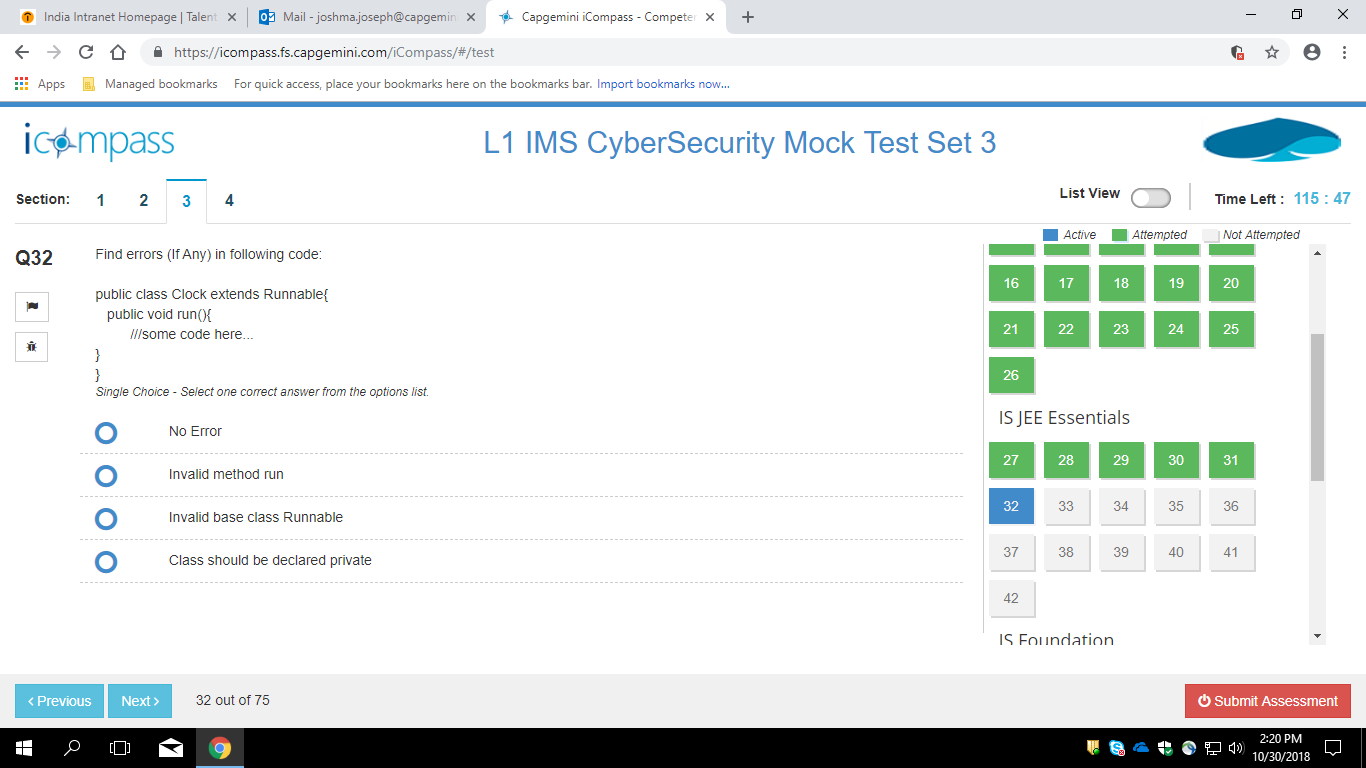 India Intranet Homepage | Talent
Mail - joshma.joseph@capgemin
Capgemini iCompass - Competer
https://icompass.fs.capgemini.com/iCompass/#/test
Apps
Managed bookmarks
For quick access, place your bookmarks here on the bookmarks bar. Import bookmarks now...
icompass
L1 IMS CyberSecurity Mock Test Set 3
Section: 1 2 3 4
List View
Time Left : 115 : 47
Active Attempted Not Attempted
Q32
Find errors (If Any) in following code:
public class Clock extends Runnable{
public void run(){
///some code here...
}
}
Single Choice - Select one correct answer from the options list.
No Error
Invalid method run
Invalid base class Runnable
Class should be declared private
16 17 18 19 20
21 22 23 24 25
26
IS JEE Essentials
27 28 29 30 31
32 33 34 35 36
37 38 39 40 41
42
IS Foundation
‹ Previous
Next ›
32 out of 75
Submit Assessment
2:20 PM
10/30/2018